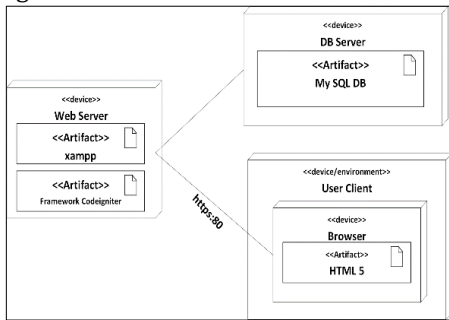 <<device>>
Web Server
<<Artifact>>
xampp
<<Artifact>>
Framework Codeigniter
<<device>>
DB Server
<<Artifact>>
My SQL DB
https:80
<<device/environment>>
User Client
<<device>>
Browser
<<Artifact>>
HTML 5